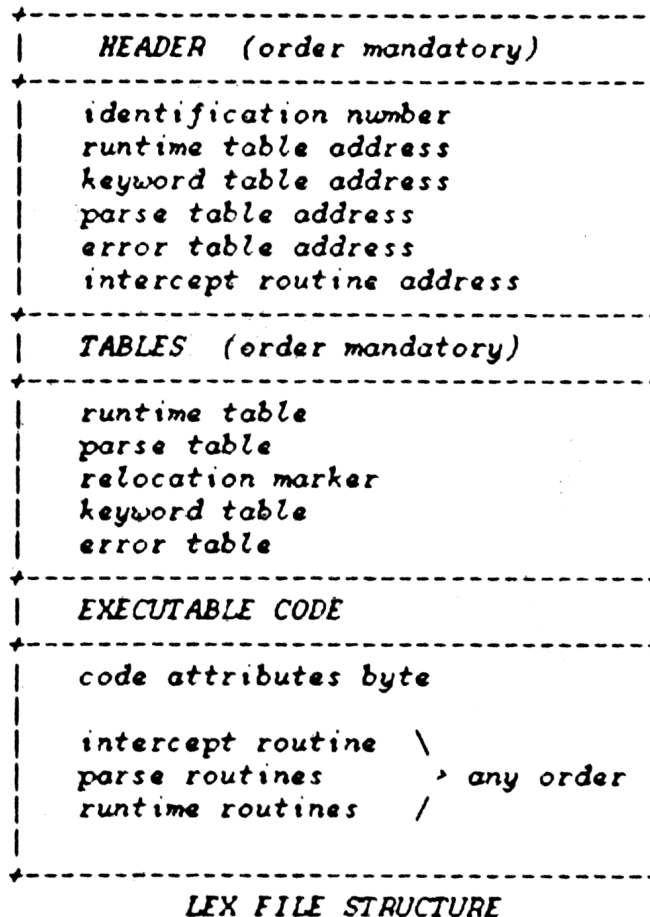 +---------------------------------------
| HEADER (order mandatory)
+---------------------------------------
| identification number
| runtime table address
| keyword table address
| parse table address
| error table address
| intercept routine address
+---------------------------------------
| TABLES (order mandatory)
+---------------------------------------
| runtime table
| parse table
| relocation marker
| keyword table
| error table
+---------------------------------------
| EXECUTABLE CODE
+---------------------------------------
| code attributes byte
|
| intercept routine \
| parse routines > any order
| runtime routines /
|
+---------------------------------------
LEX FILE STRUCTURE